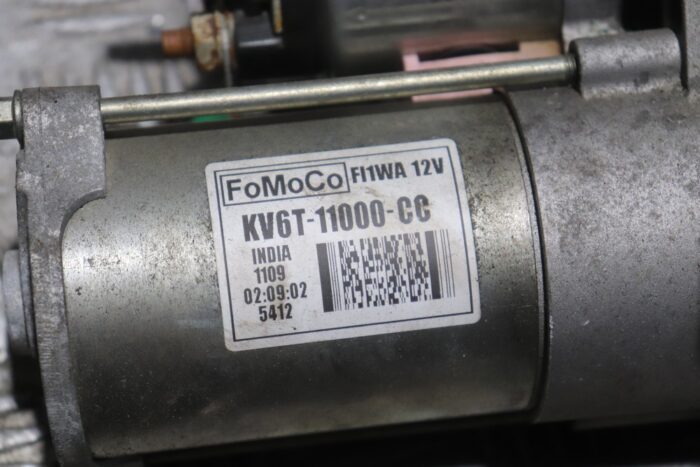 FoMoCo FI1WA 12V
KV6T-11000-CC
INDIA
1109
02:09:02
5412